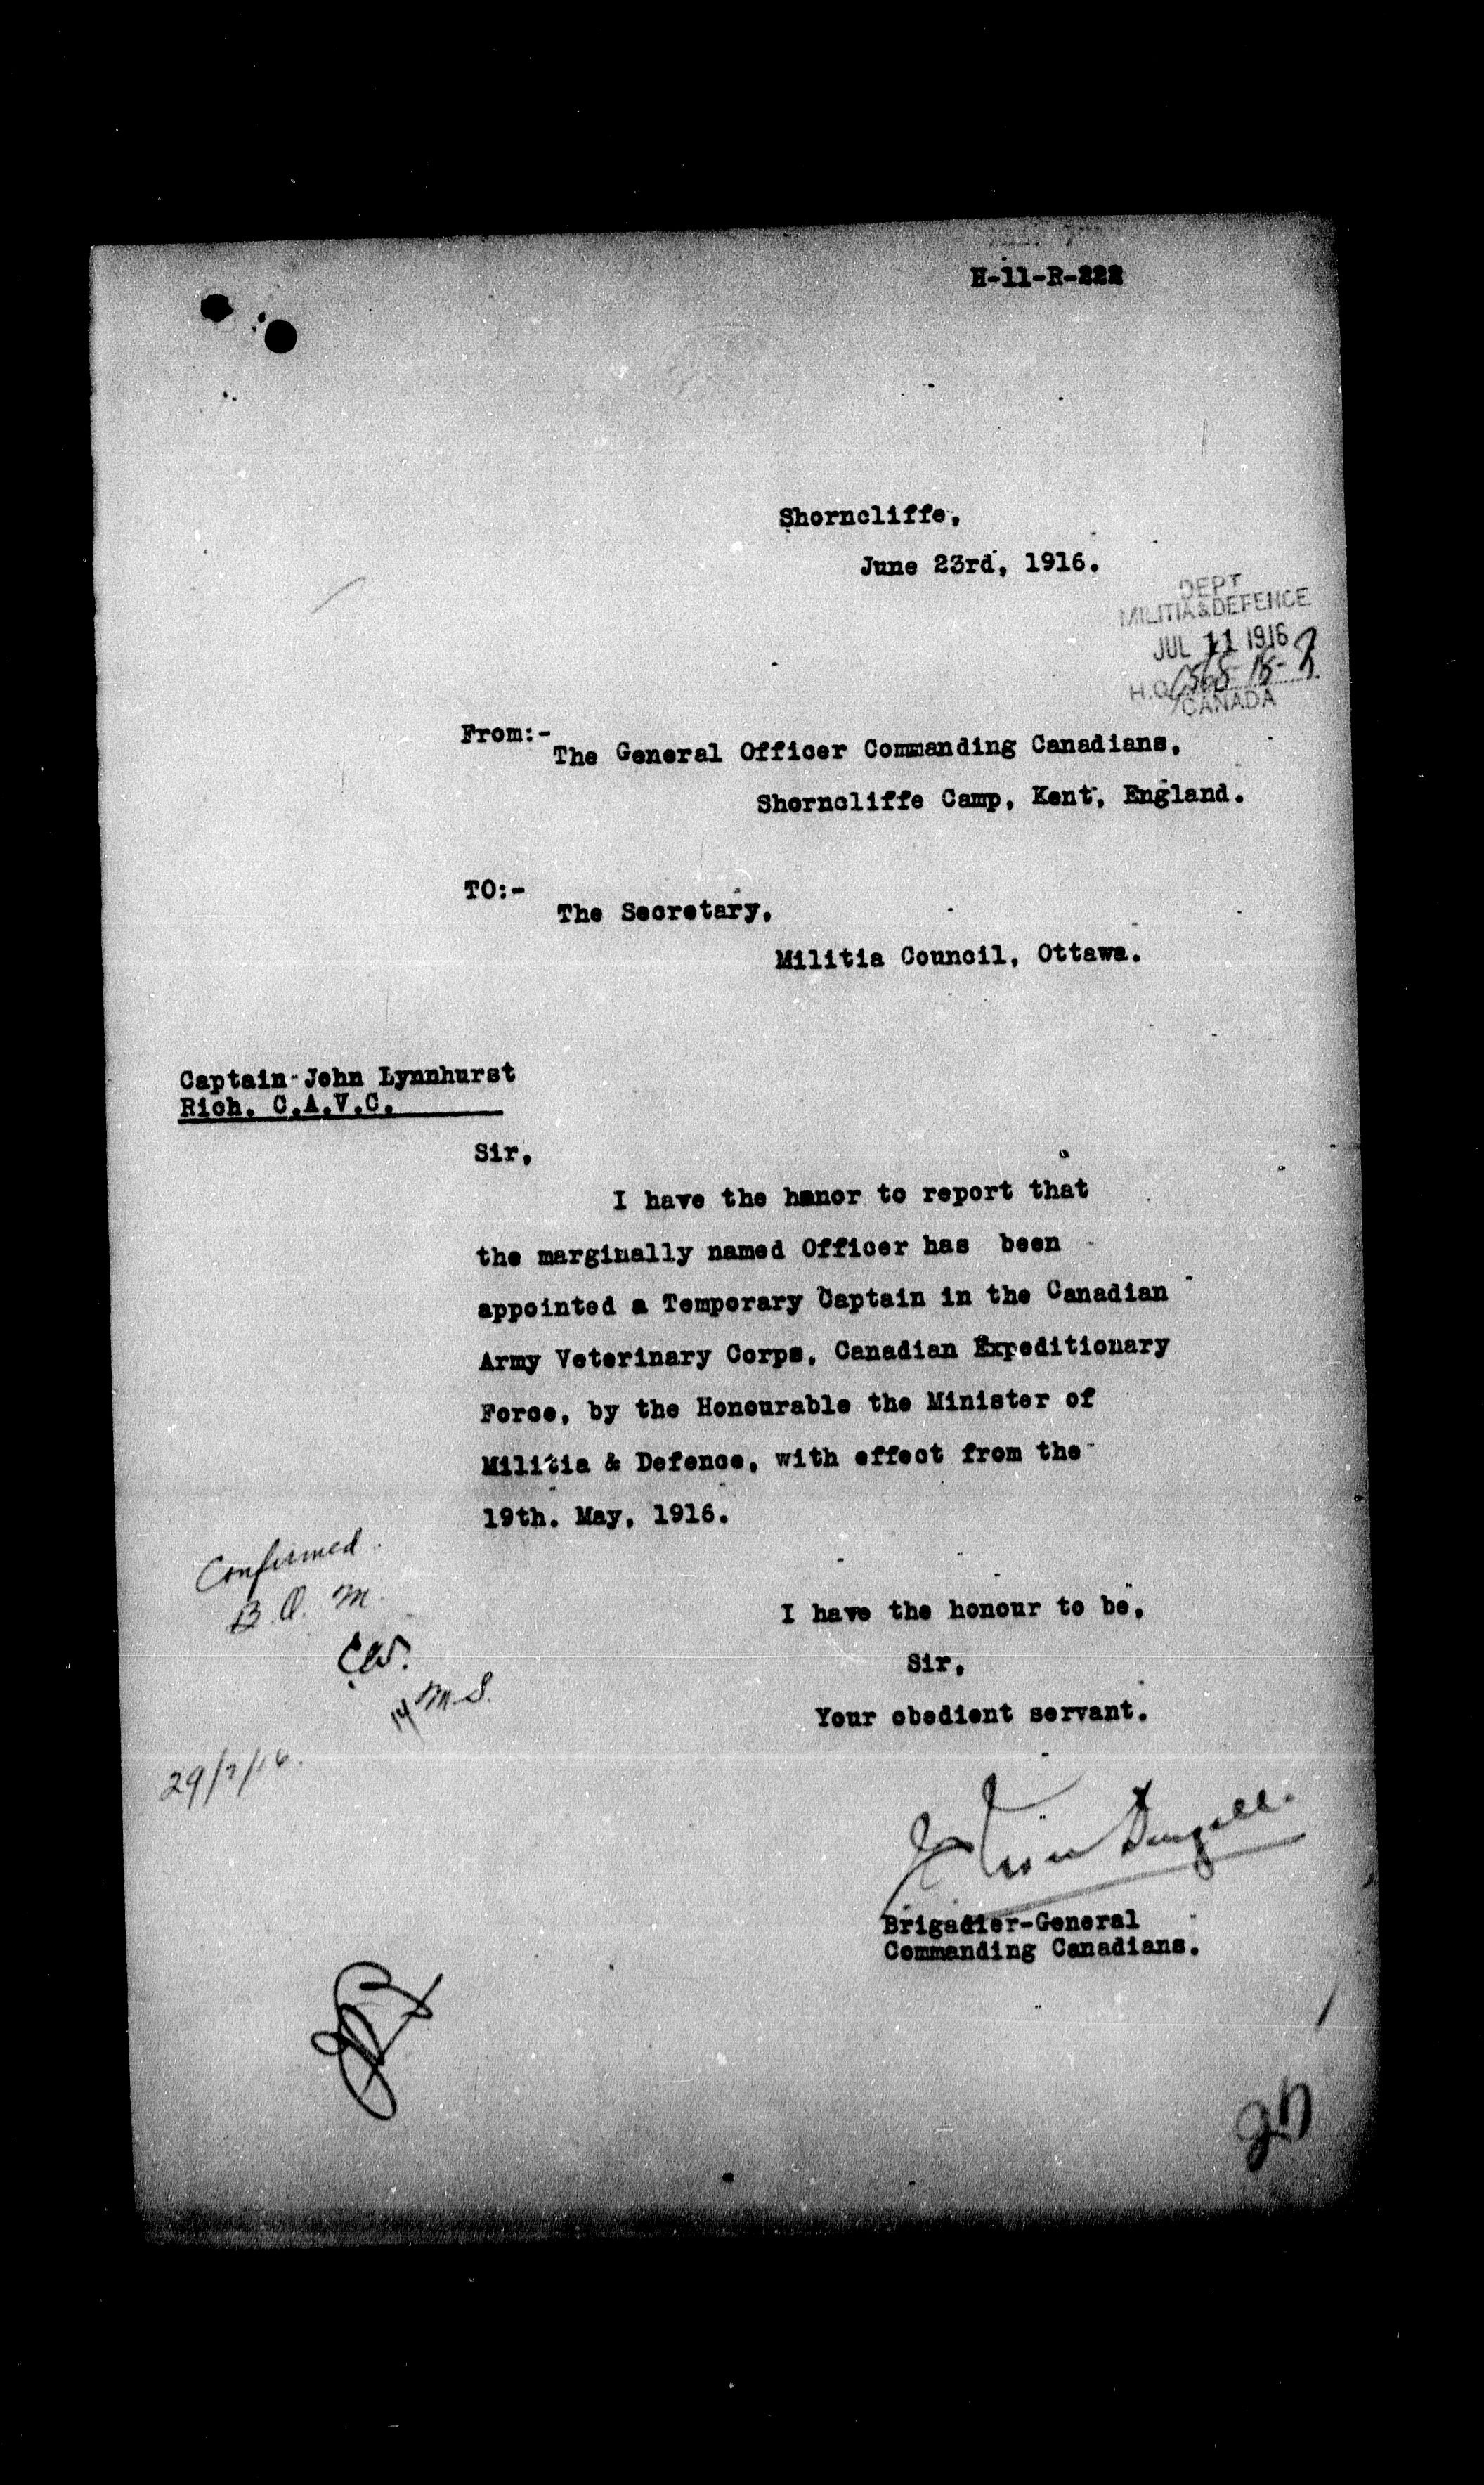 H-11-R-222
Shorncliffe,
June 23rd, 1916.
DEPT
MILITIA & DEFENCE
JUL 11 1916
H.Q.
CANADA
From:-
The General Officer Commanding Canadians,
Shorncliffe Camp, Kent, England.
TO:-
The Secretary,
Militia Council, Ottawa.
Captain John Lynnhurst
Rich. C.A.V.C.
Sir,
I have the hanor to report that
the marginally named Officer has been
appointed a Temporary Captain in the Canadian
Army Veterinary Corps, Canadian Expeditionary
Force, by the Honourable the Minister of
Militia & Defence, with effect from the
19th. May, 1916.
Confirmed
B.O.M.
M.S.
29/7/16.
I have the honour to be,
Sir,
Your obedient servant.
Brigadier-General
Commanding Canadians.